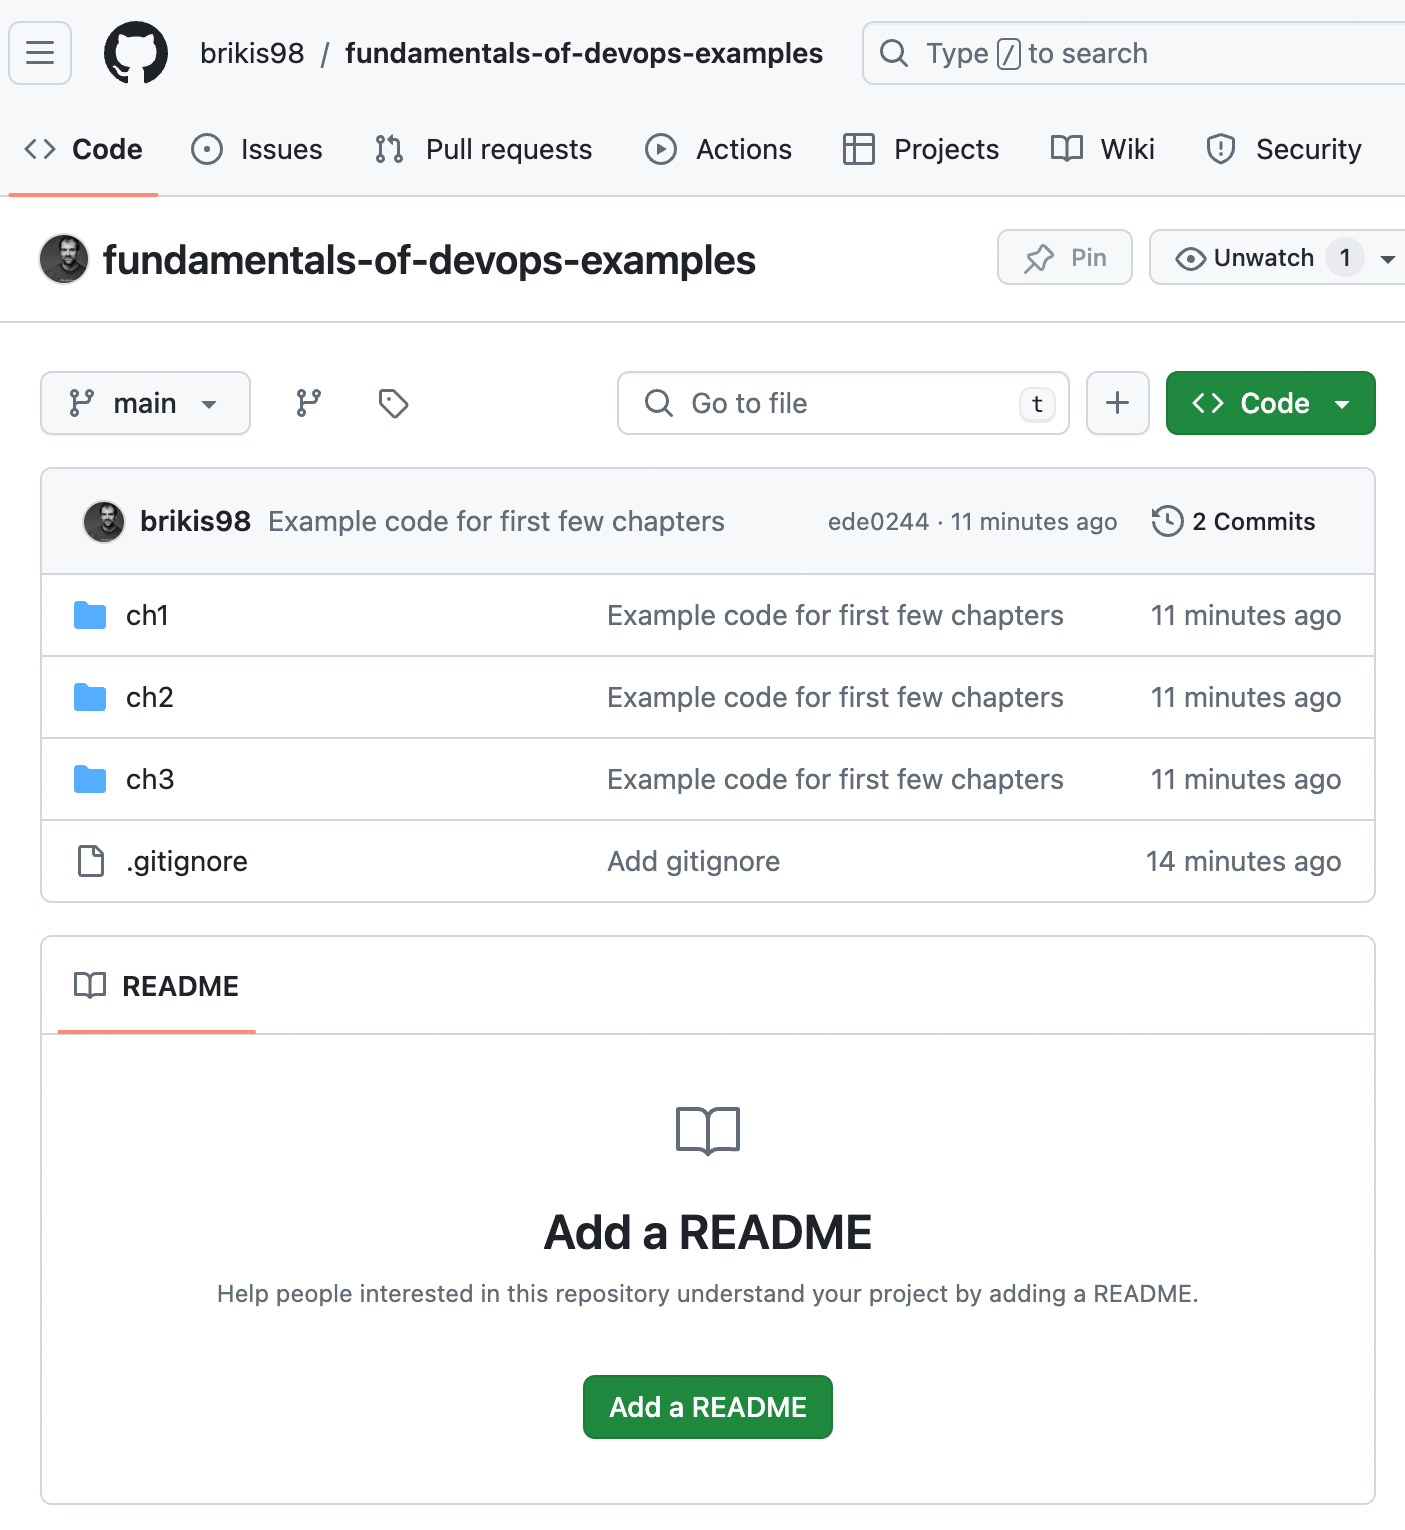 brikis98 / fundamentals-of-devops-examples Type / to search
Code Issues Pull requests Actions Projects Wiki Security
fundamentals-of-devops-examples Pin Unwatch 1
main Go to file t + Code
brikis98 Example code for first few chapters ede0244 · 11 minutes ago 2 Commits
ch1 Example code for first few chapters 11 minutes ago
ch2 Example code for first few chapters 11 minutes ago
ch3 Example code for first few chapters 11 minutes ago
.gitignore Add gitignore 14 minutes ago
README
Add a README
Help people interested in this repository understand your project by adding a README.
Add a README